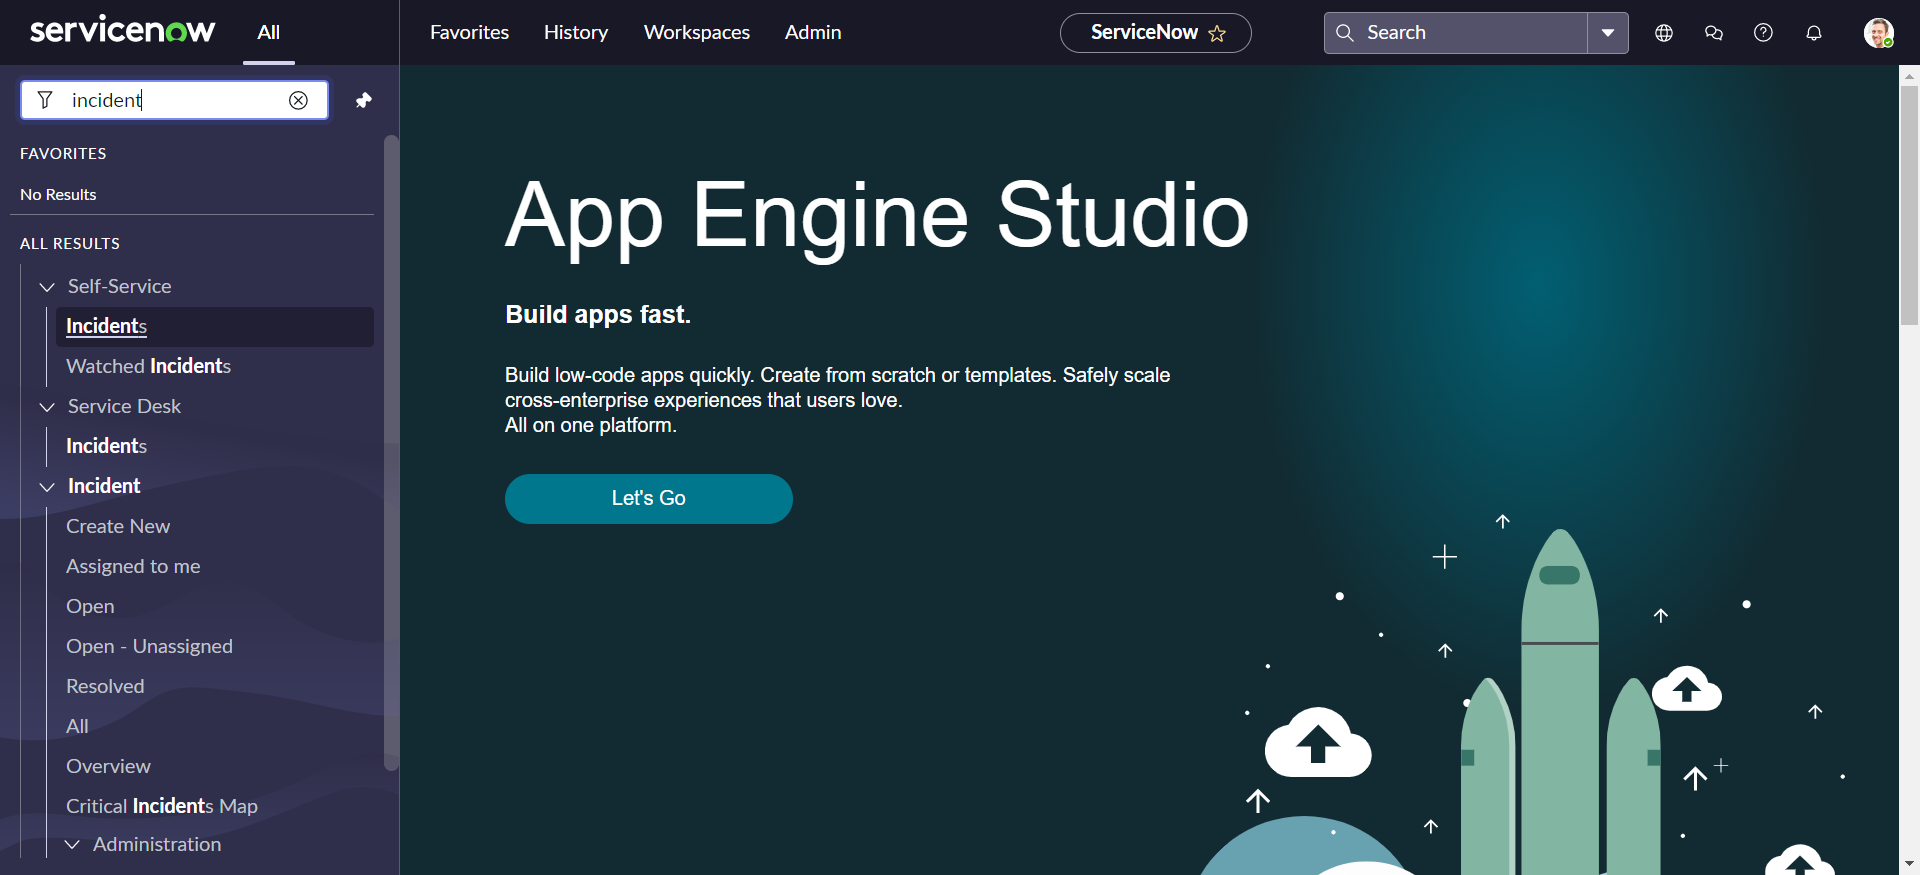 servicenow
All
Favorites
History
Workspaces
Admin
ServiceNow
Search
incident
FAVORITES
No Results
ALL RESULTS
Self-Service
Incidents
Watched Incidents
Service Desk
Incidents
Incident
Create New
Assigned to me
Open
Open - Unassigned
Resolved
All
Overview
Critical Incidents Map
Administration
App Engine Studio
Build apps fast.
Build low-code apps quickly. Create from scratch or templates. Safely scale
cross-enterprise experiences that users love.
All on one platform.
Let's Go